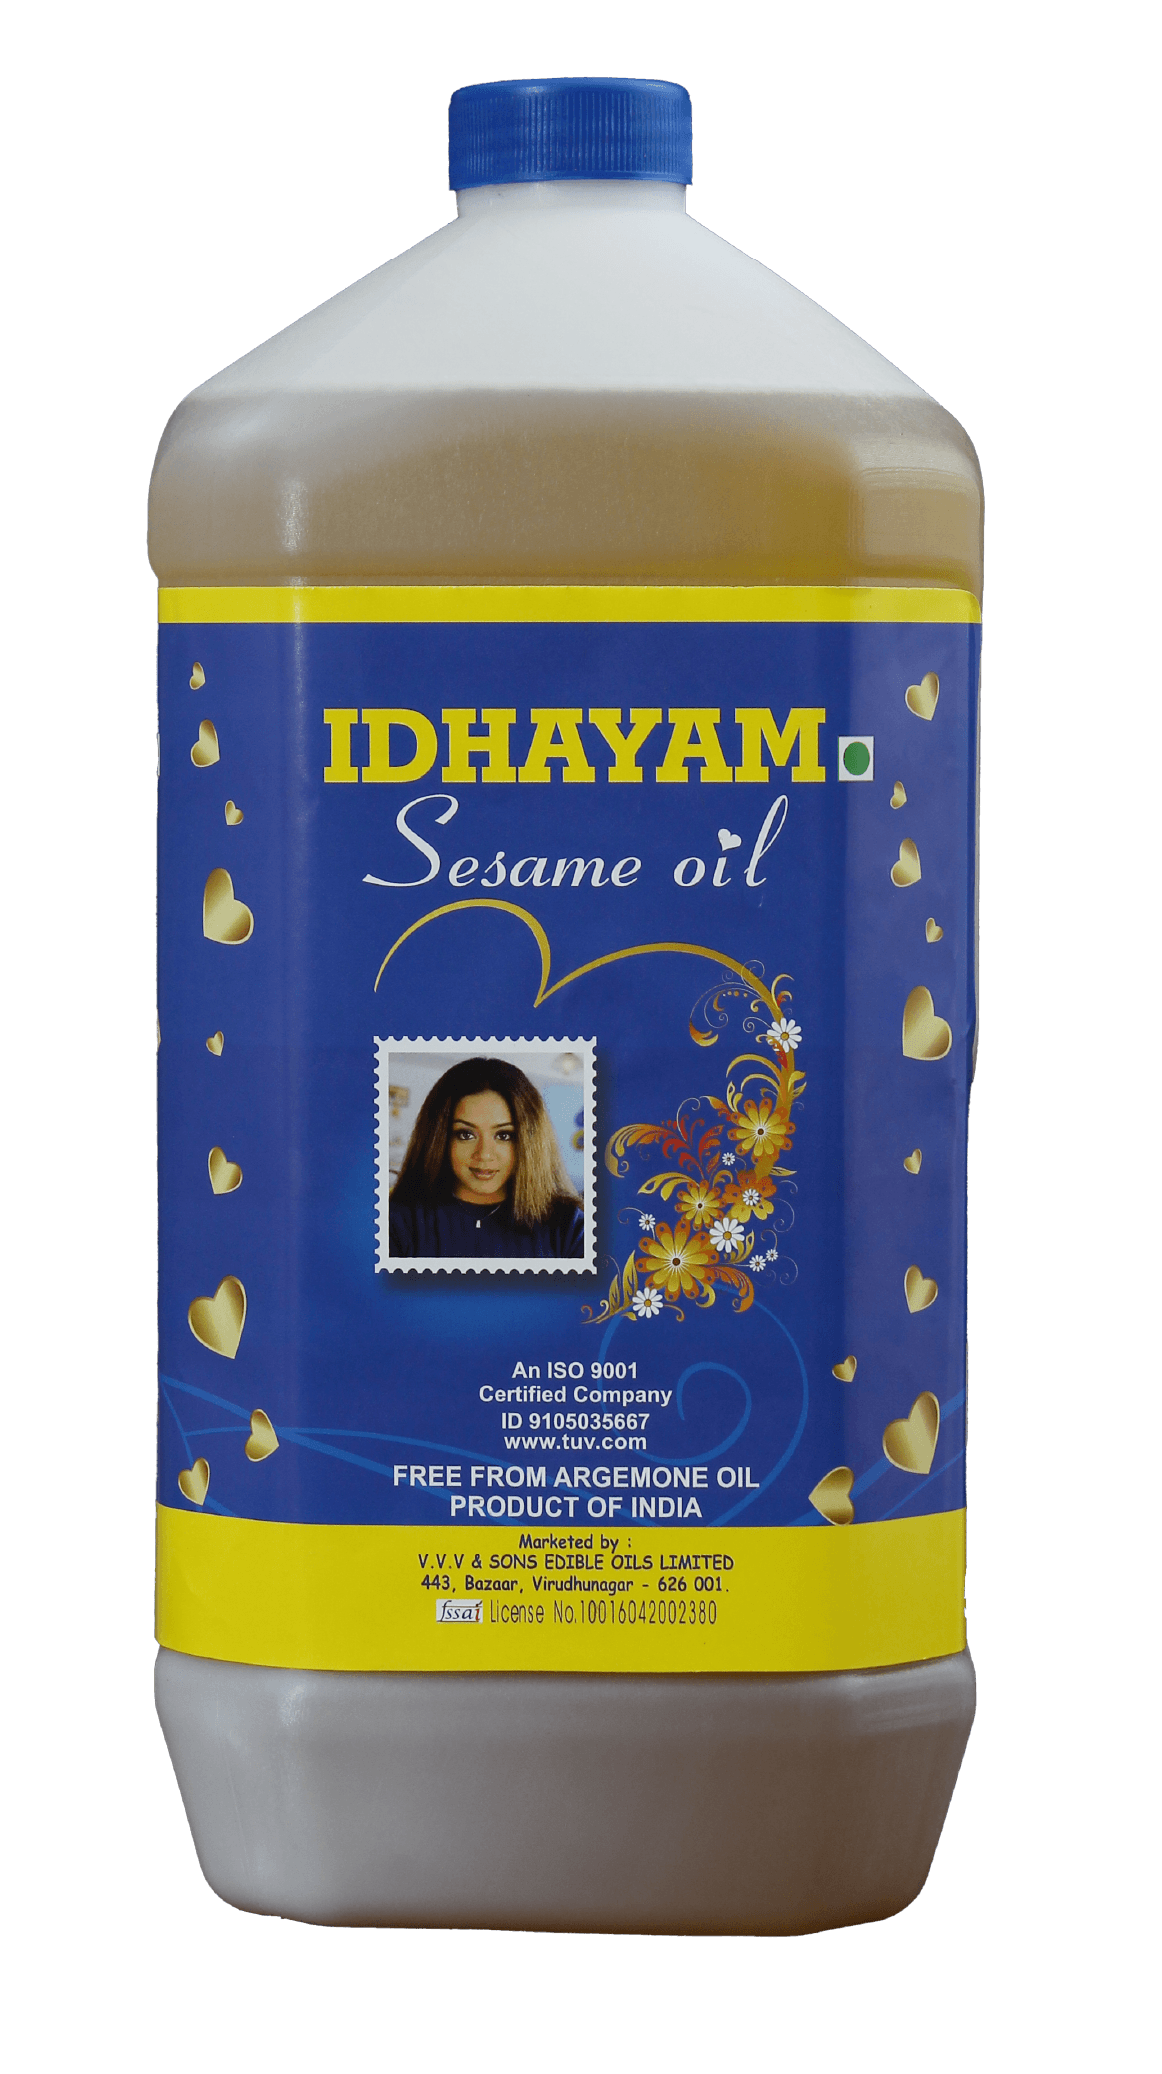 IDHAYAM
Sesame oil
An ISO 9001
Certified Company
ID 9105035667
www.tuv.com
FREE FROM ARGEMONE OIL
PRODUCT OF INDIA
Marketed by :
V.V.V & SONS EDIBLE OILS LIMITED
443, Bazaar, Virudhunagar - 626 001.
fssai License No.10016042002380